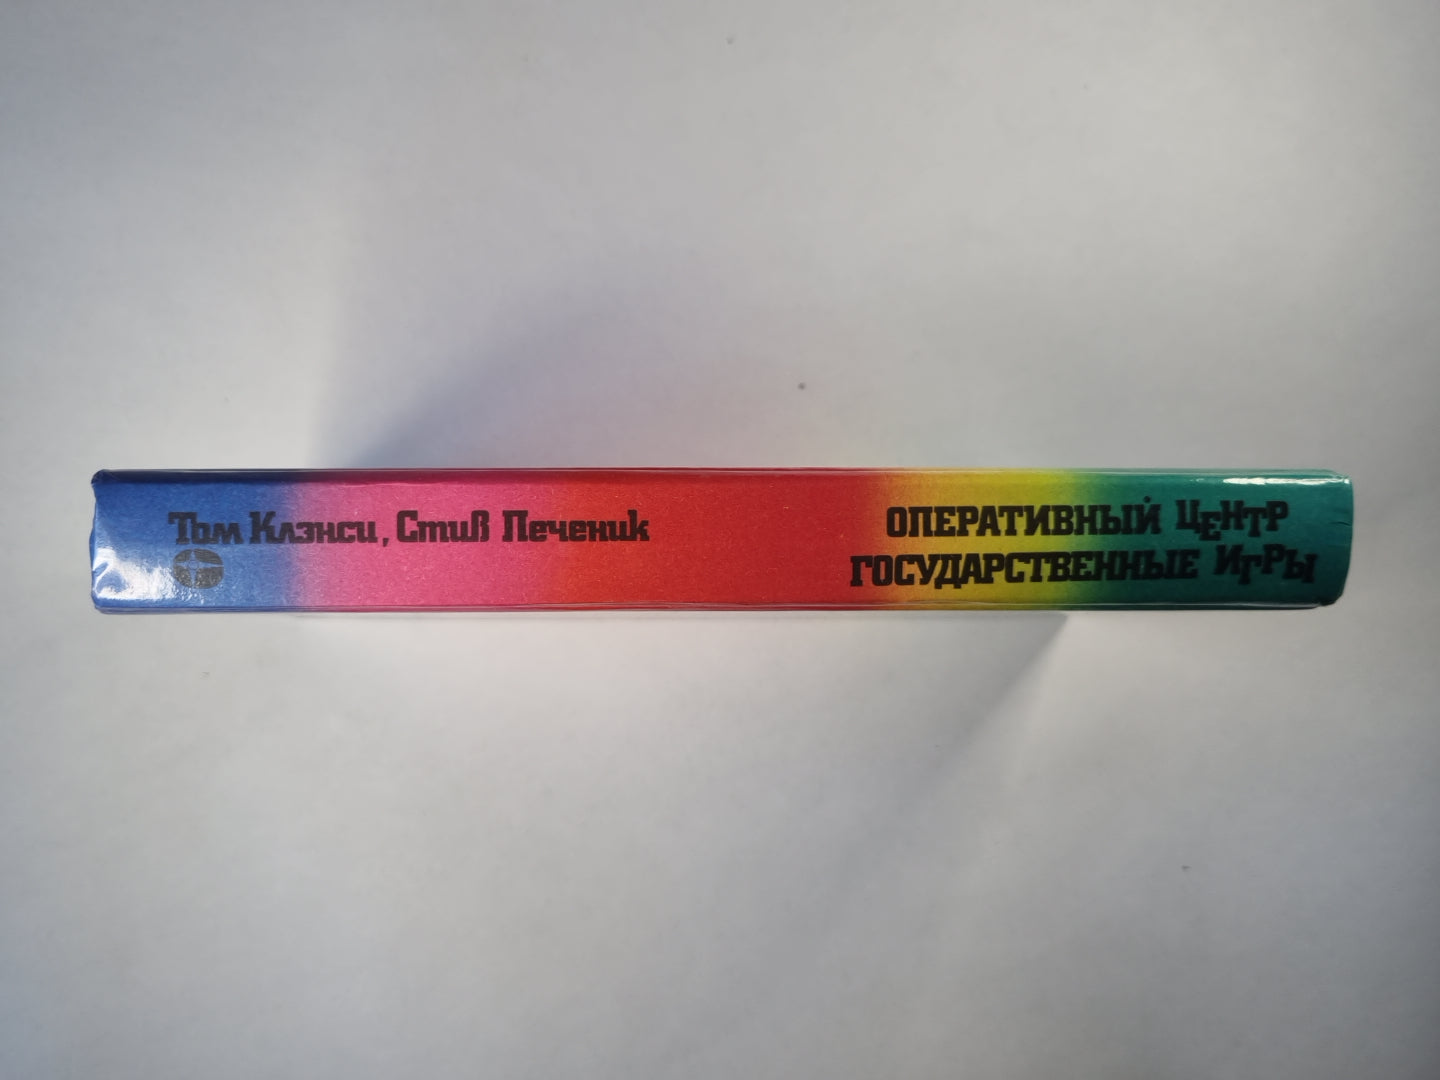 Том Клэнси, Стив Печеник
ОПЕРАТИВНЫЙ ЦЕНТР
ГОСУДАРСТВЕННЫЕ ИГРЫ